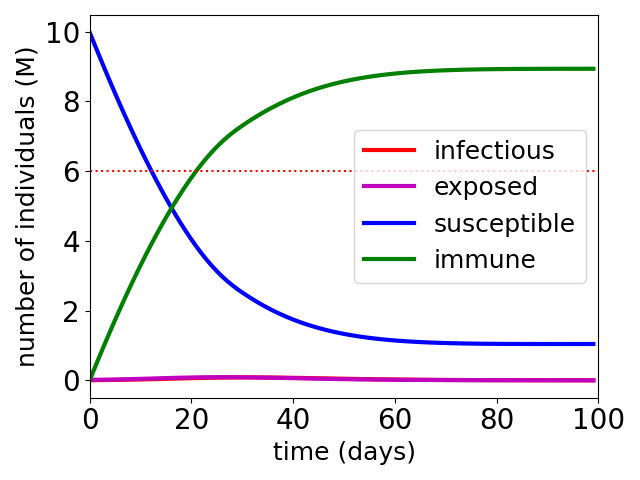 number of individuals (M)
10
8
6
4
2
0
infectious
exposed
susceptible
immune
0 20 40 60 80 100
time (days)